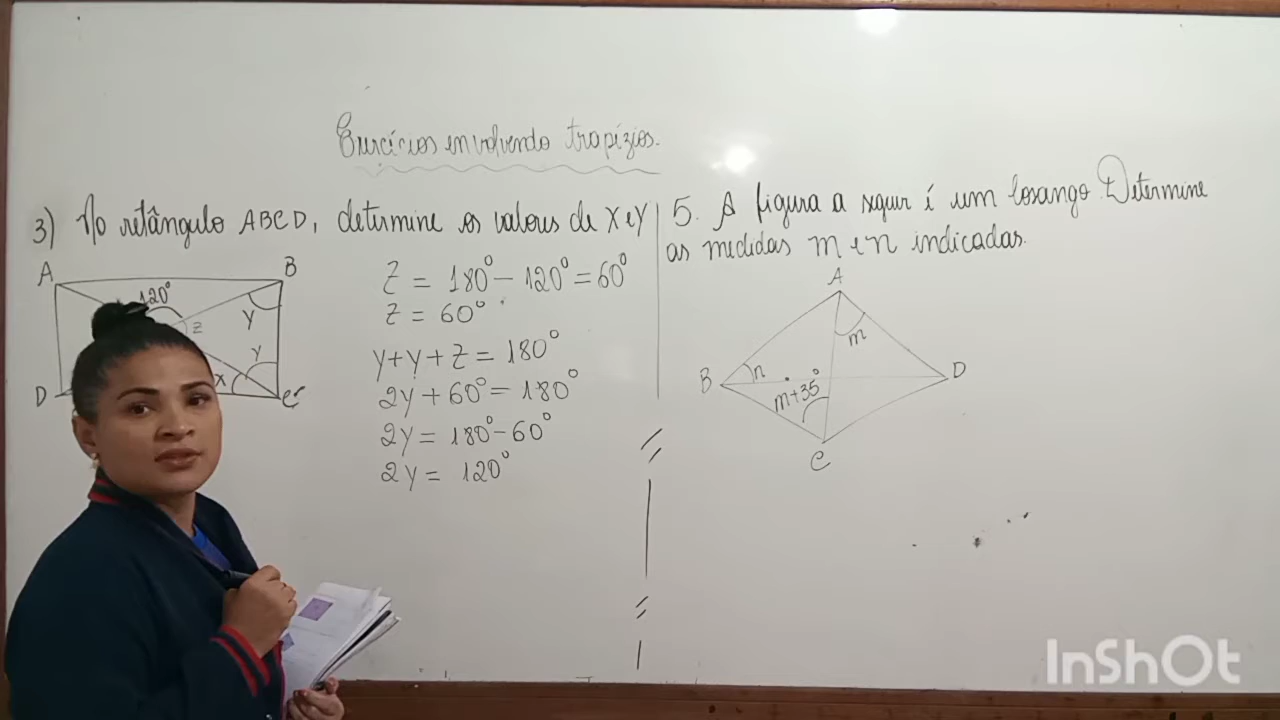 Exercícios envolvendo trapízios.
3) No retângulo ABCD, determine os valores de x e y
A
B
120°
y
z
y
x
D
C
Z = 180° - 120° = 60°
z = 60°
y + y + z = 180°
2y + 60° = 180°
2y = 180° - 60°
2y = 120°
5. A figura a seguir é um losango. Determine
as medidas m e n indicadas.
A
m
B
n
D
m+35°
C
InShOt